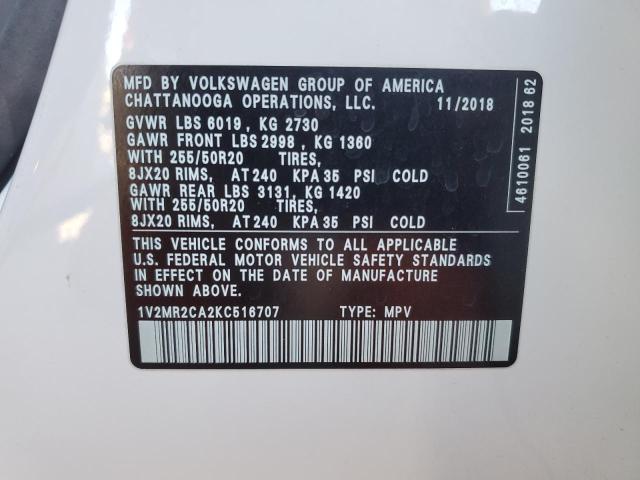 MFD BY VOLKSWAGEN GROUP OF AMERICA
CHATTANOOGA OPERATIONS, LLC. 11/2018
GVWR LBS 6019, KG 2730
GAWR FRONT LBS 2998, KG 1360
WITH 255/50R20 TIRES,
8JX20 RIMS, AT 240 KPA 35 PSI COLD
GAWR REAR LBS 3131, KG 1420
WITH 255/50R20 TIRES,
8JX20 RIMS, AT 240 KPA 35 PSI COLD
THIS VEHICLE CONFORMS TO ALL APPLICABLE
U.S. FEDERAL MOTOR VEHICLE SAFETY STANDARDS
IN EFFECT ON THE DATE OF MANUFACTURE
SHOWN ABOVE.
1V2MR2CA2KC516707 TYPE: MPV
4610061 2018 62